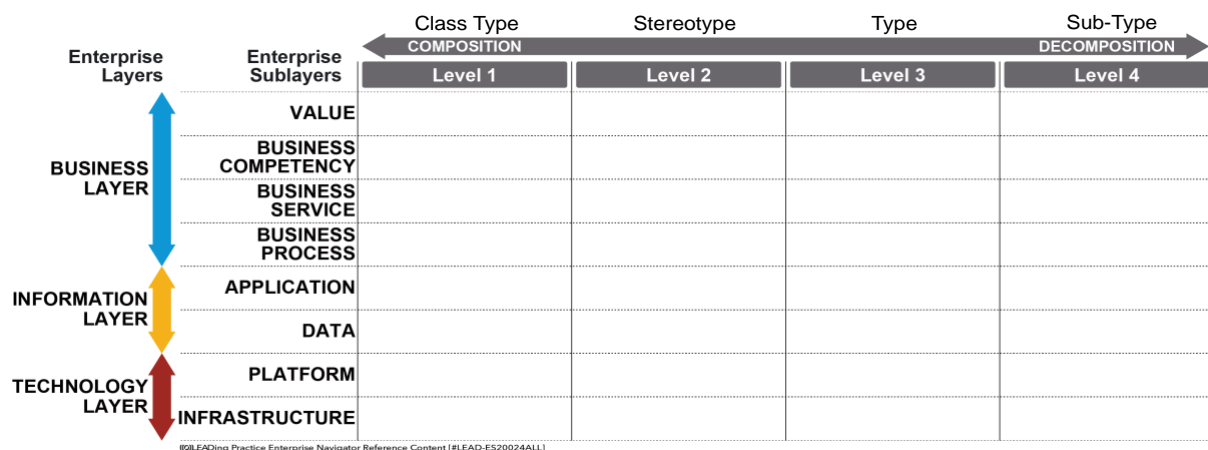 Class Type Stereotype Type Sub-Type
COMPOSITION DECOMPOSITION
Enterprise
Layers
Enterprise
Sublayers
Level 1 Level 2 Level 3 Level 4
VALUE
BUSINESS
COMPETENCY
BUSINESS
LAYER
BUSINESS
SERVICE
BUSINESS
PROCESS
APPLICATION
INFORMATION
LAYER
DATA
PLATFORM
TECHNOLOGY
LAYER
INFRASTRUCTURE
LEADing Practice Enterprise Navigator Reference Content [#LEAD-ES20024ALL]